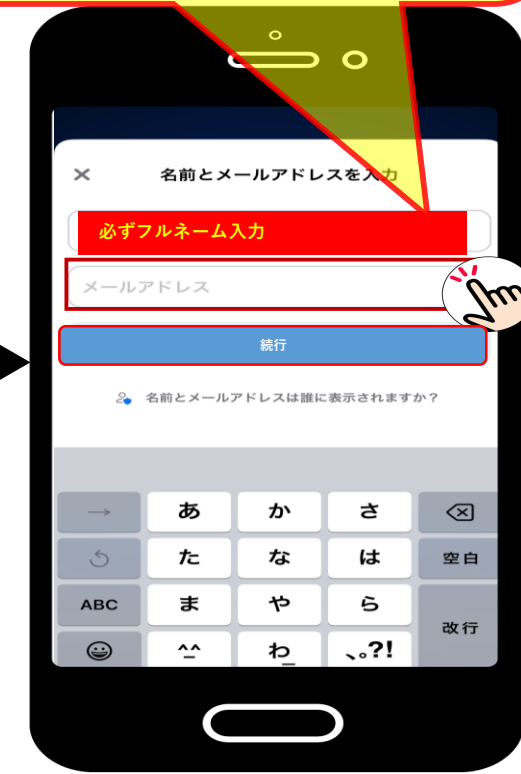 × 名前とメールアドレスを入力
必ずフルネーム入力
メールアドレス
続行
名前とメールアドレスは誰に表示されますか?
→ あ か さ
た な は 空白
ABC ま や ら
改行
^^ わ 、。?!